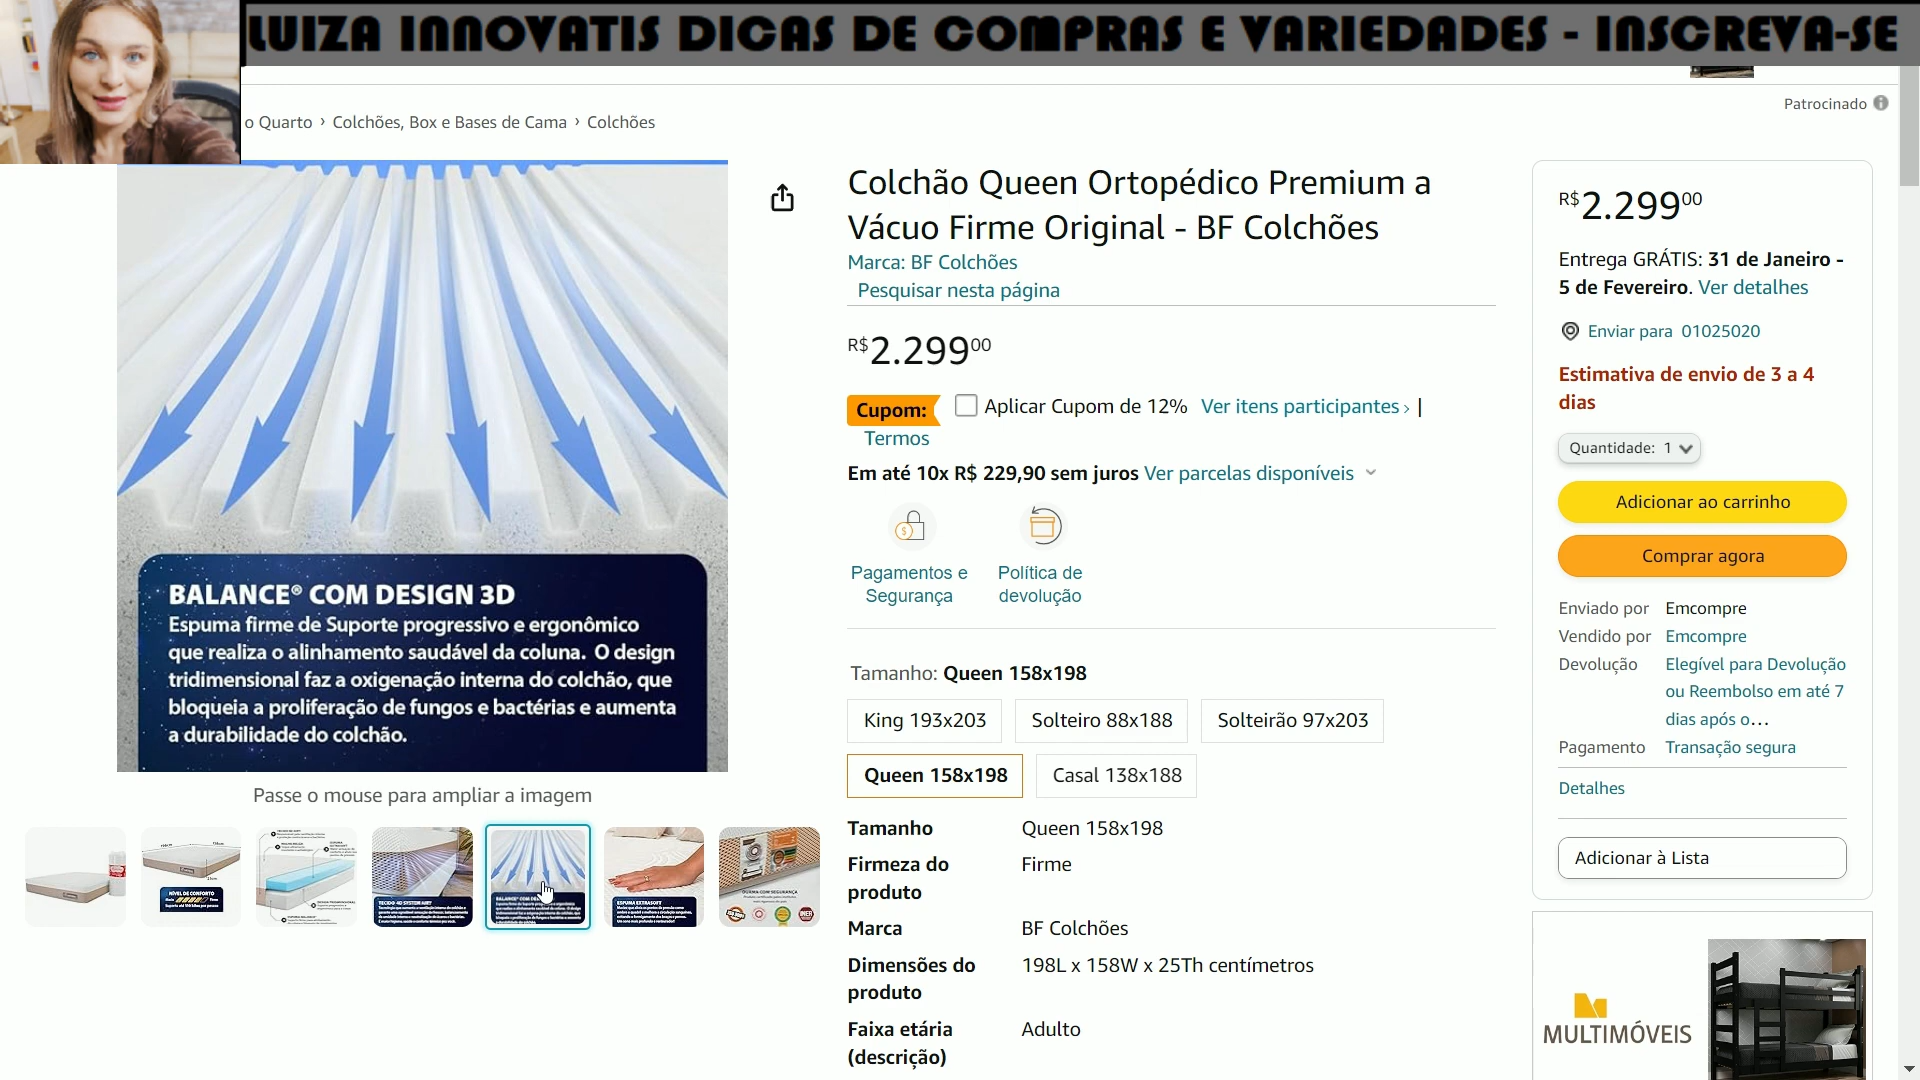 LUIZA INNOVATIS DICAS DE COMPRAS E VARIEDADES - INSCREVA-SE
Patrocinado
o Quarto › Colchões, Box e Bases de Cama › Colchões
BALANCE® COM DESIGN 3D
Espuma firme de Suporte progressivo e ergonômico
que realiza o alinhamento saudável da coluna. O design
tridimensional faz a oxigenação interna do colchão, que
bloqueia a proliferação de fungos e bactérias e aumenta
a durabilidade do colchão.
Passe o mouse para ampliar a imagem
NÍVEL DE CONFORTO
TECIDO 4D SYSTEM AIR®
ESPUMA EXTRASOFT
Colchão Queen Ortopédico Premium a
Vácuo Firme Original - BF Colchões
Marca: BF Colchões
Pesquisar nesta página
R$2.29900
Cupom: Aplicar Cupom de 12% Ver itens participantes › |
Termos
Em até 10x R$ 229,90 sem juros Ver parcelas disponíveis
Pagamentos e
Segurança
Política de
devolução
Tamanho: Queen 158x198
King 193x203
Solteiro 88x188
Solteirão 97x203
Queen 158x198
Casal 138x188
Tamanho Queen 158x198
Firmeza do
produto
Firme
Marca BF Colchões
Dimensões do
produto
198L x 158W x 25Th centímetros
Faixa etária
(descrição)
Adulto
R$2.29900
Entrega GRÁTIS: 31 de Janeiro -
5 de Fevereiro. Ver detalhes
Enviar para 01025020
Estimativa de envio de 3 a 4
dias
Quantidade: 1
Adicionar ao carrinho
Comprar agora
Enviado por Emcompre
Vendido por Emcompre
Devolução Elegível para Devolução
ou Reembolso em até 7
dias após o…
Pagamento Transação segura
Detalhes
Adicionar à Lista
MULTIMÓVEIS